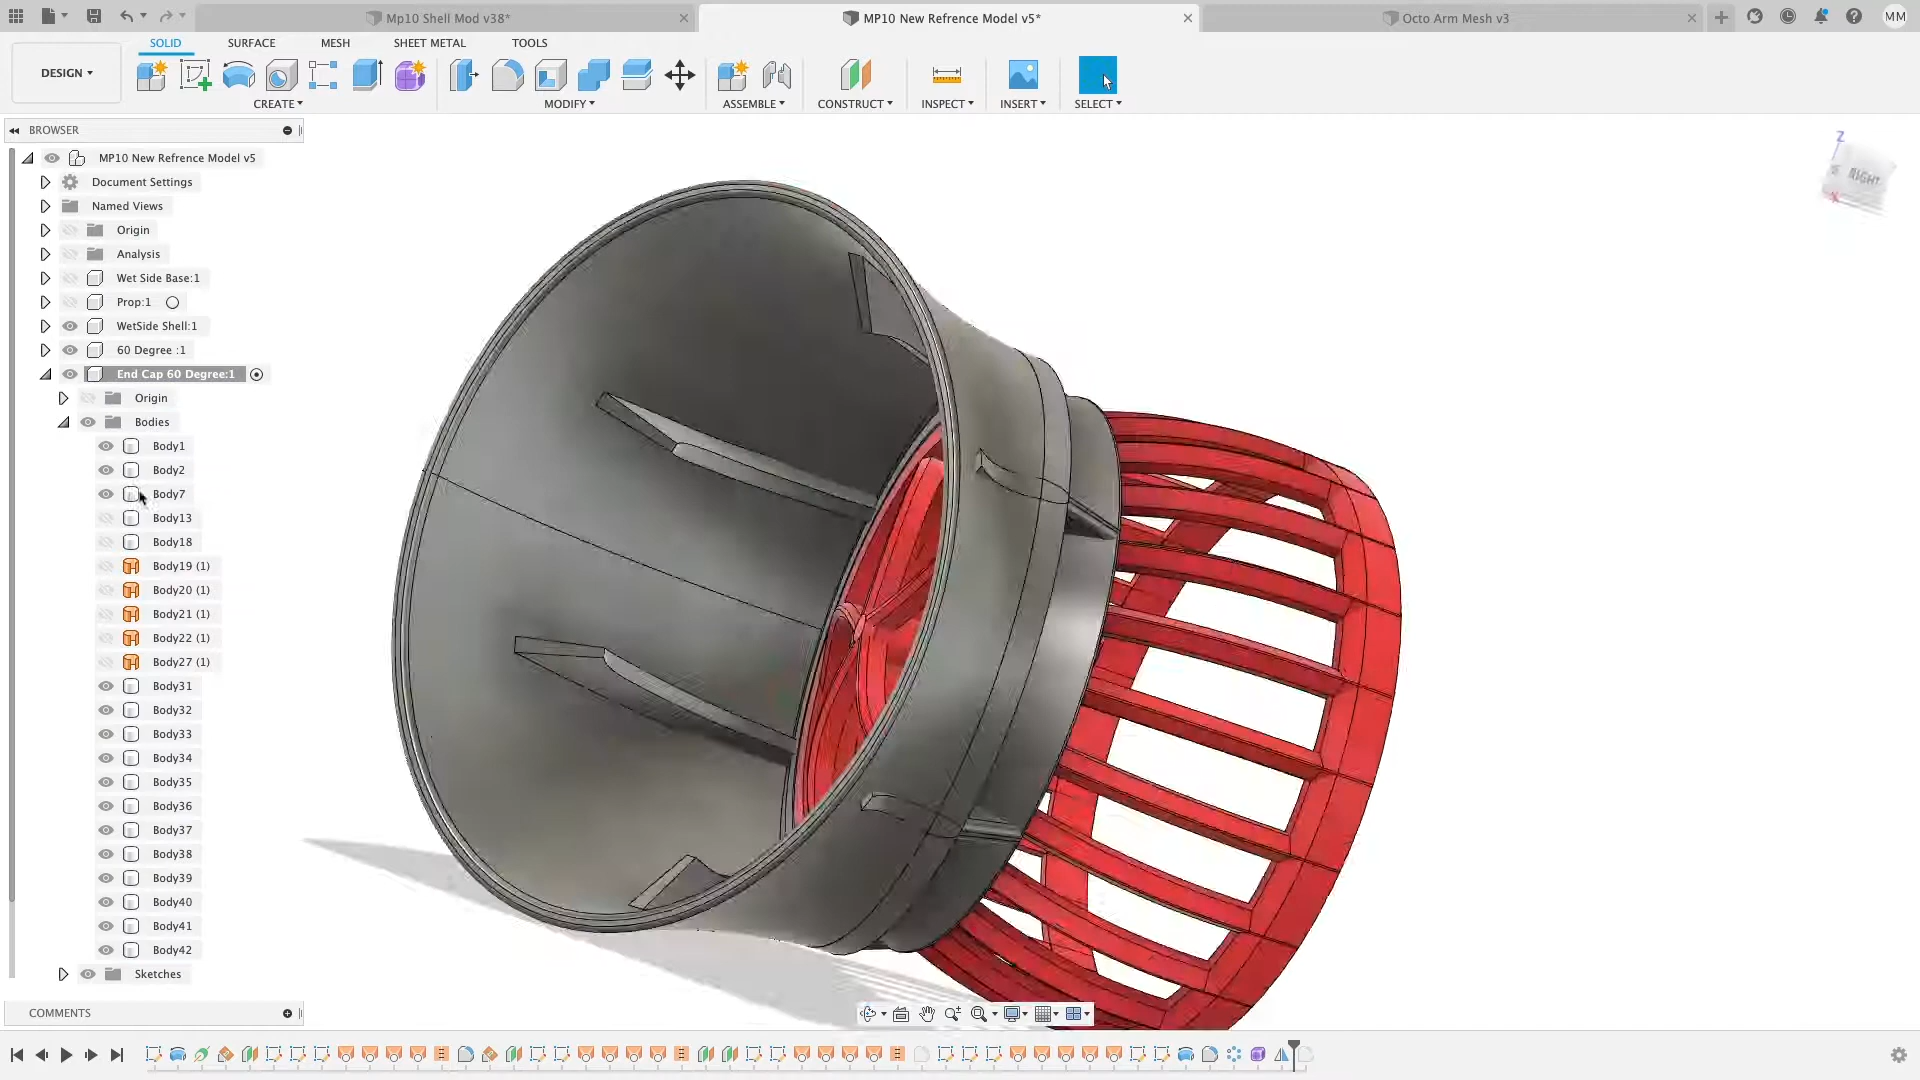 Mp10 Shell Mod v38*
MP10 New Refrence Model v5*
Octo Arm Mesh v3
MM
DESIGN
SOLID
SURFACE
MESH
SHEET METAL
TOOLS
CREATE
MODIFY
ASSEMBLE
CONSTRUCT
INSPECT
INSERT
SELECT
BROWSER
MP10 New Refrence Model v5
Document Settings
Named Views
Origin
Analysis
Wet Side Base:1
Prop:1
WetSide Shell:1
60 Degree :1
End Cap 60 Degree:1
Origin
Bodies
Body1
Body2
Body7
Body13
Body18
Body19 (1)
Body20 (1)
Body21 (1)
Body22 (1)
Body27 (1)
Body31
Body32
Body33
Body34
Body35
Body36
Body37
Body38
Body39
Body40
Body41
Body42
Sketches
COMMENTS
Z
RIGHT
X